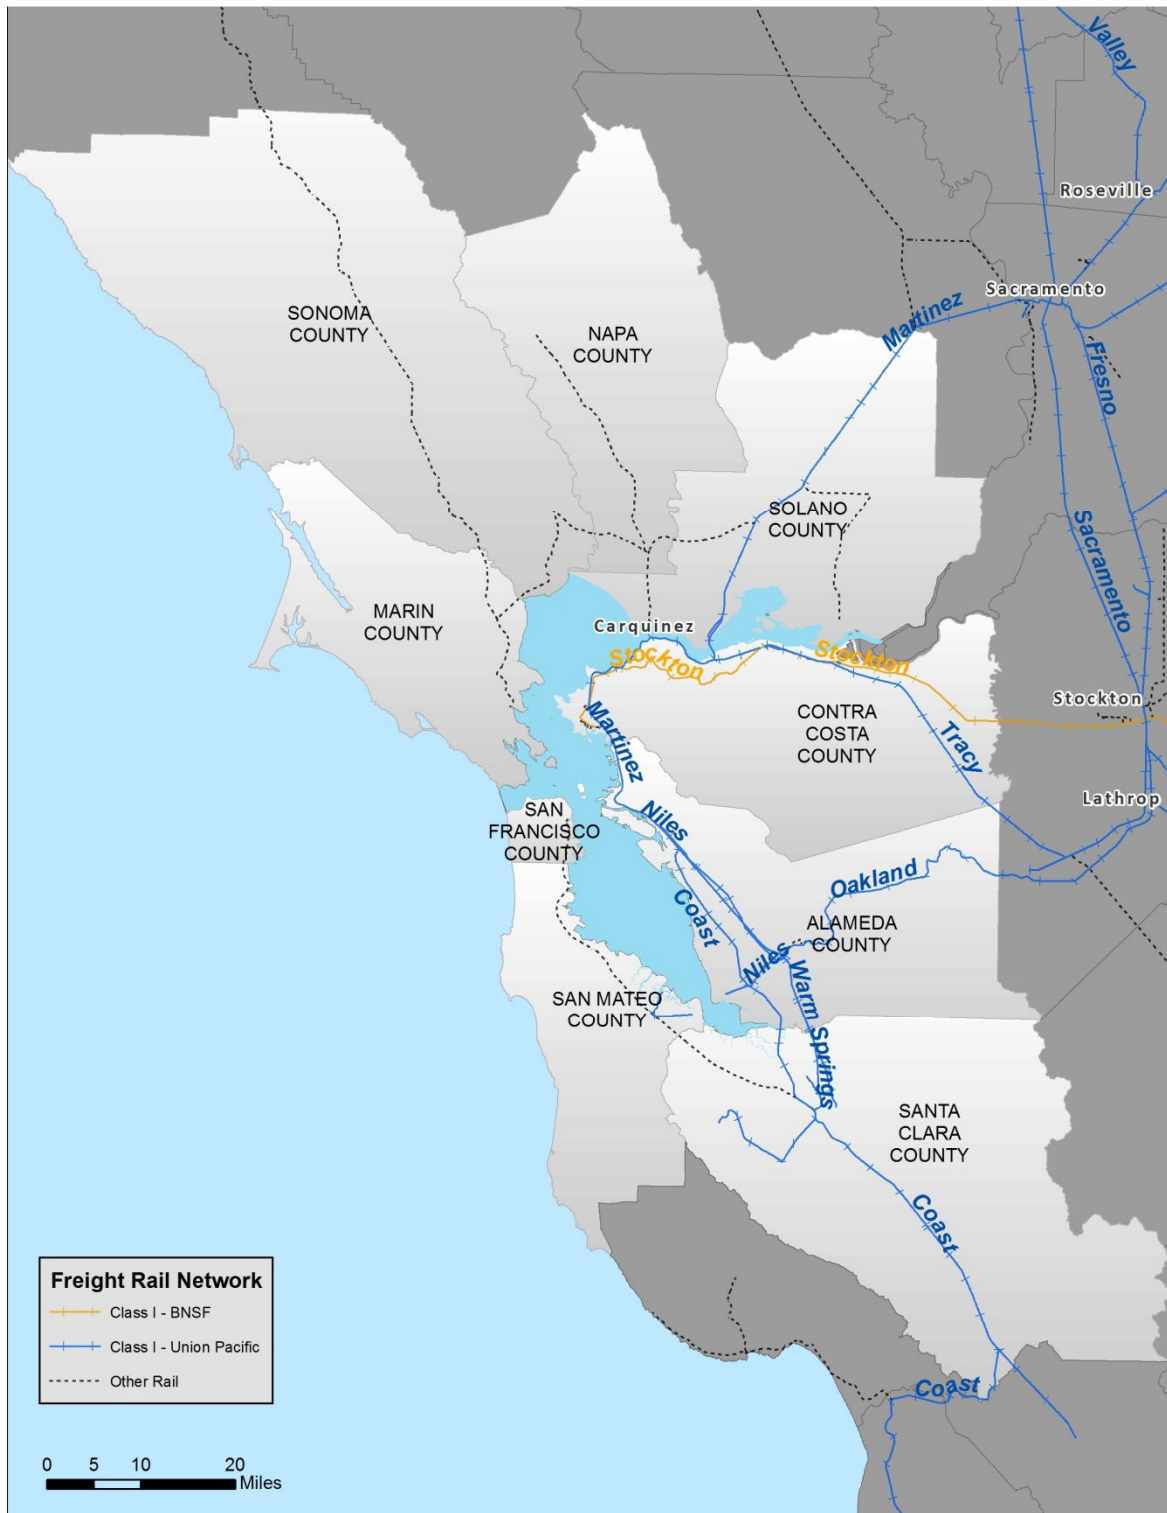 Valley
Roseville
Sacramento
Martinez
SONOMA
COUNTY
NAPA
COUNTY
Fresno
SOLANO
COUNTY
Sacramento
MARIN
COUNTY
Carquinez
Stockton
Stockton
Stockton
CONTRA
COSTA
COUNTY
Martinez
Tracy
Lathrop
SAN
FRANCISCO
COUNTY
Niles
Oakland
Coast
ALAMEDA
COUNTY
Niles
Warm Springs
SAN MATEO
COUNTY
SANTA
CLARA
COUNTY
Coast
Coast
Freight Rail Network
Class I - BNSF
Class I - Union Pacific
Other Rail
0 5 10 20
Miles